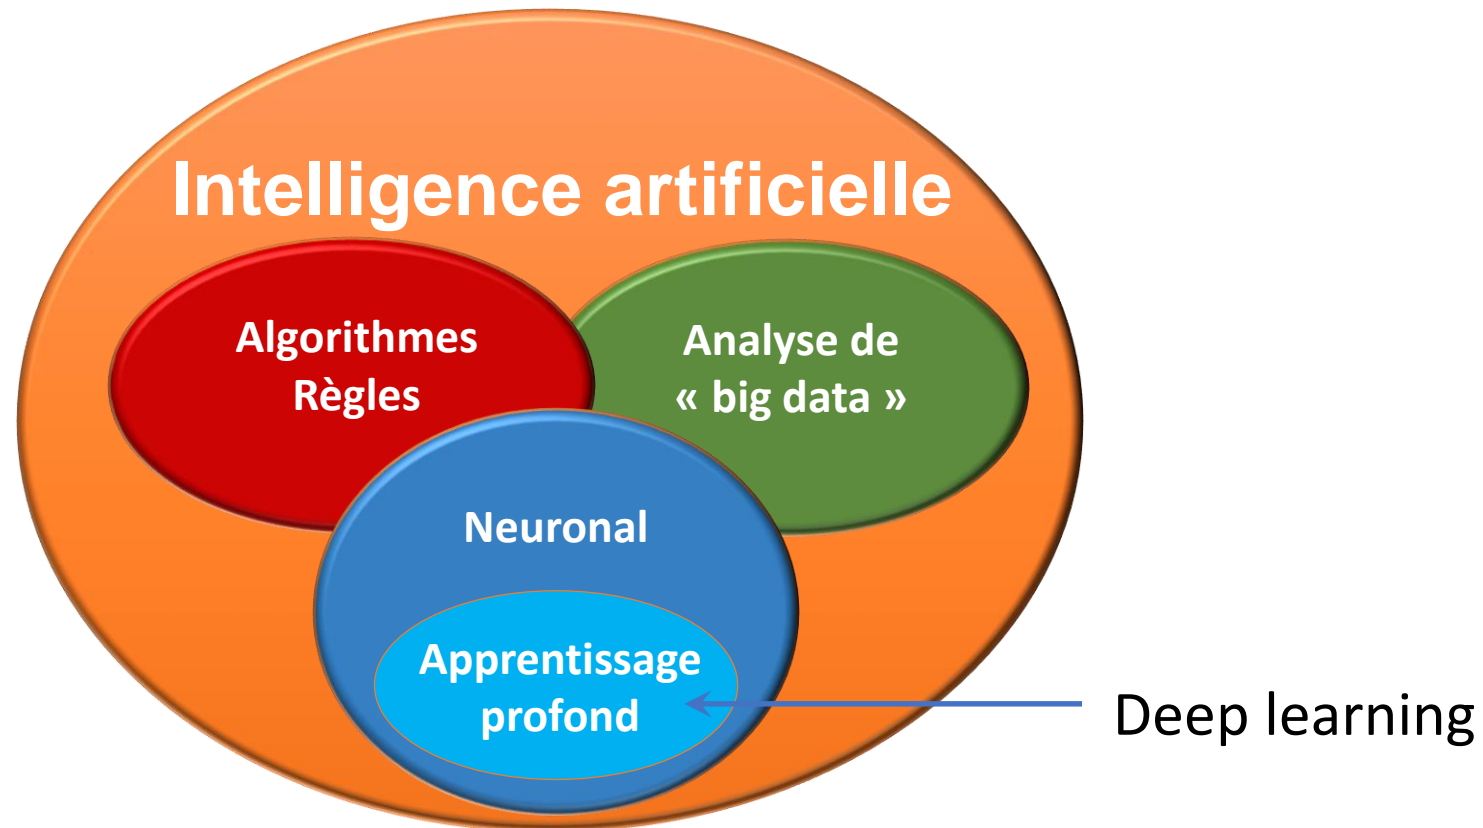 Intelligence artificielle
Algorithmes
Règles
Analyse de
« big data »
Neuronal
Apprentissage
profond
Deep learning